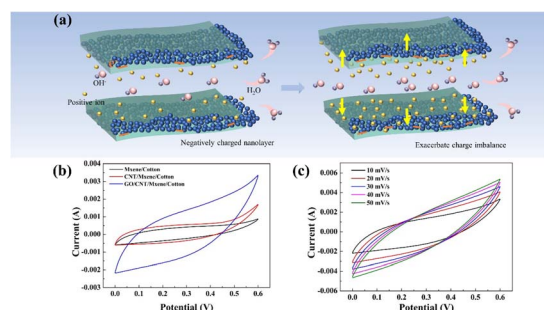 (a)
OH⁻
Positive ion
H₂O
Negatively charged nanolayer
Exacerbate charge imbalance
(b)
0.004
0.003
0.002
0.001
0.000
-0.001
-0.002
-0.003
Current (A)
Mxene/Cotton
CNT/Mxene/Cotton
GO/CNT/Mxene/Cotton
0.0 0.1 0.2 0.3 0.4 0.5 0.6
Potential (V)
(c)
0.006
0.004
0.002
0.000
-0.002
-0.004
-0.006
Current (A)
10 mV/s
20 mV/s
30 mV/s
40 mV/s
50 mV/s
0.0 0.1 0.2 0.3 0.4 0.5 0.6
Potential (V)